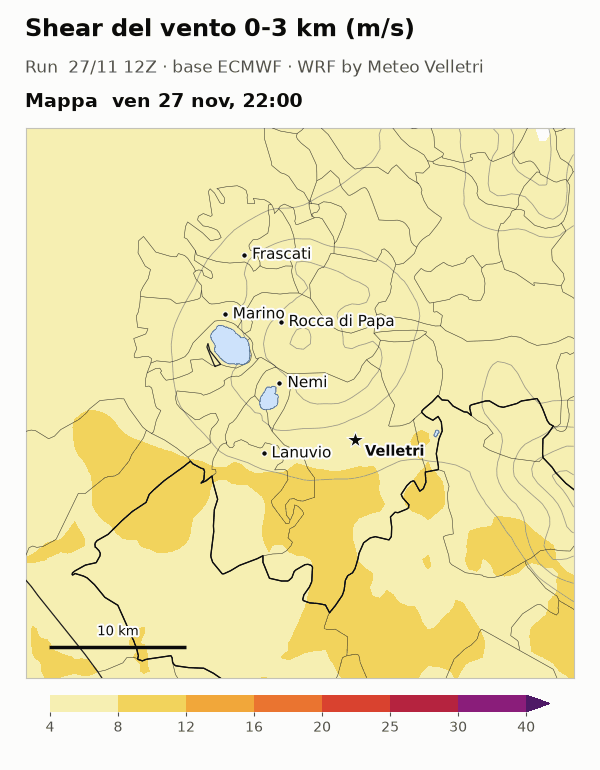 Shear del vento 0-3 km (m/s)
Run  27/11 12Z · base ECMWF · WRF by Meteo Velletri
Mappa  ven 27 nov, 22:00
Frascati
Marino
Rocca di Papa
Nemi
Velletri
Lanuvio
10 km
4 8 12 16 20 25 30 40